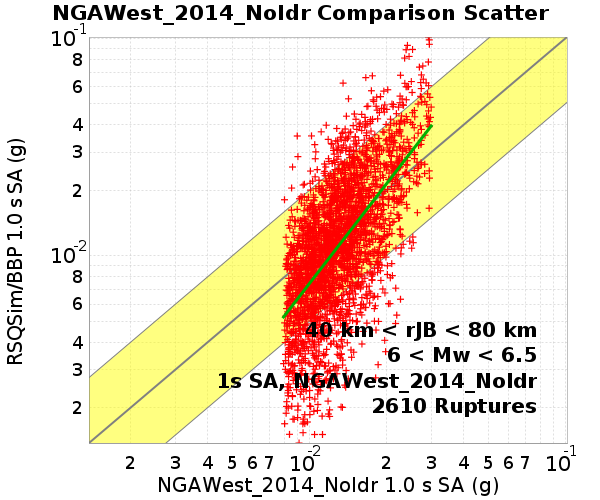 NGAWest_2014_NoIdr Comparison Scatter
RSQSim/BBP 1.0 s SA (g)
10-1
8
6
4
3
2
10-2
8
6
4
3
2
40 km < rJB < 80 km
6 < Mw < 6.5
1s SA, NGAWest_2014_NoIdr
2610 Ruptures
2 3 4 5 6 7 10-2 2 3 4 5 6 7 10-1
NGAWest_2014_NoIdr 1.0 s SA (g)